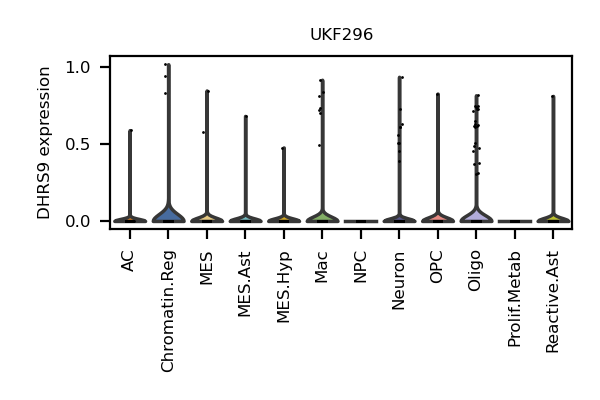 UKF296
DHRS9 expression
1.0
0.5
0.0
AC
Chromatin.Reg
MES
MES.Ast
MES.Hyp
Mac
NPC
Neuron
OPC
Oligo
Prolif.Metab
Reactive.Ast